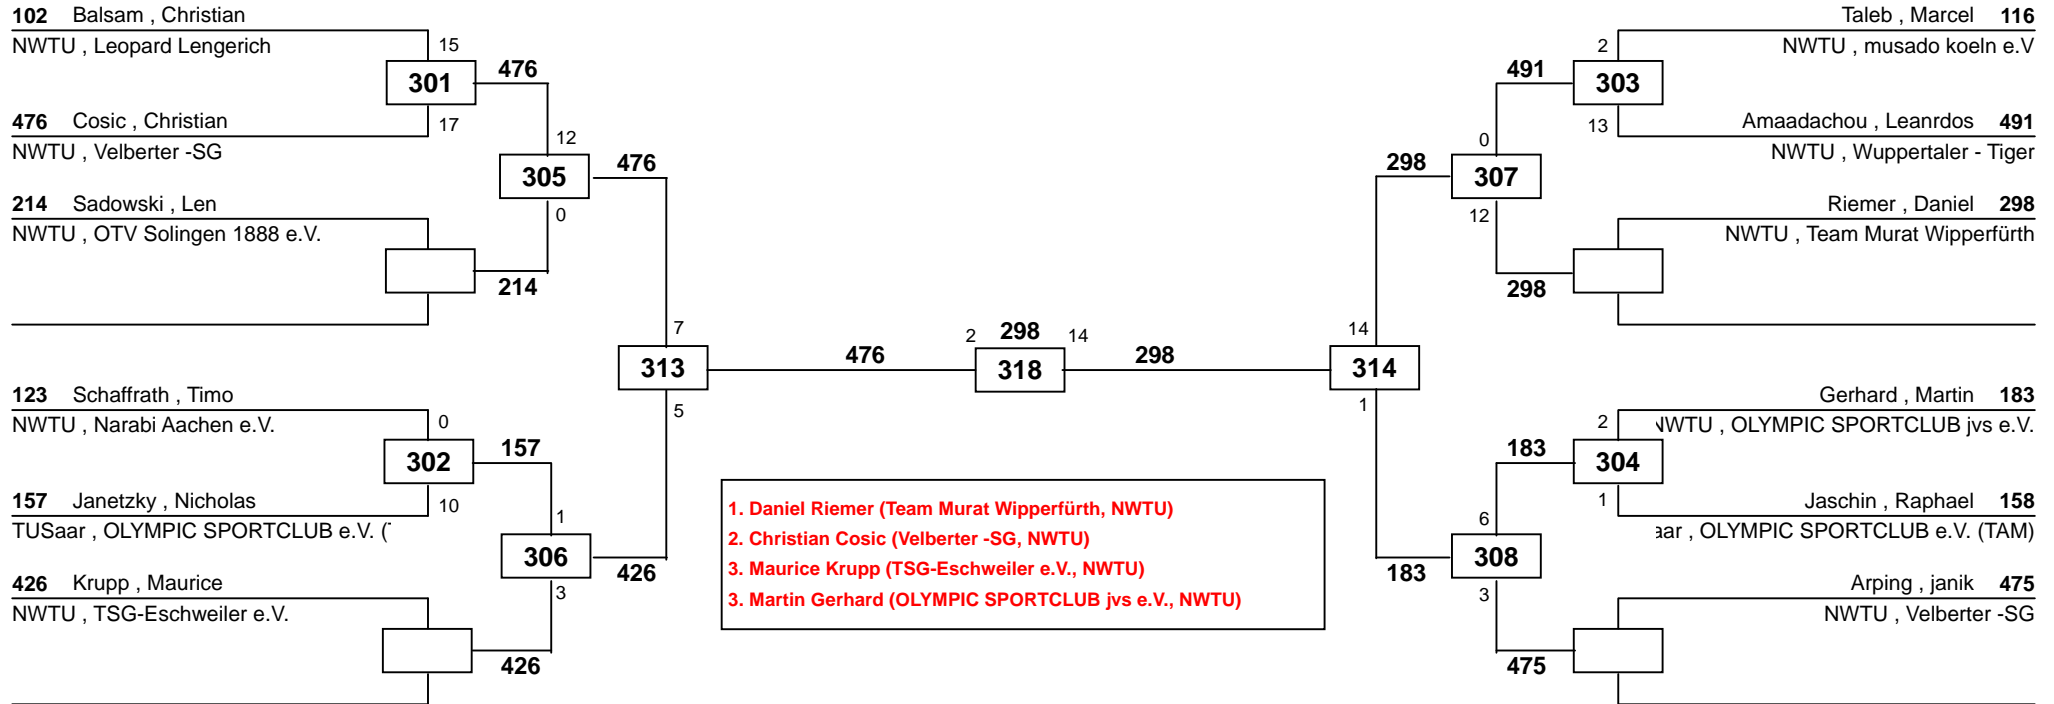 102 Balsam , Christian
NWTU , Leopard Lengerich
15
301
476
17
476 Cosic , Christian
NWTU , Velberter -SG
12
305
476
0
214 Sadowski , Len
NWTU , OTV Solingen 1888 e.V.
214
7
313
476
5
123 Schaffrath , Timo
NWTU , Narabi Aachen e.V.
0
302
157
10
157 Janetzky , Nicholas
TUSaar , OLYMPIC SPORTCLUB e.V. (
1
306
426
3
426 Krupp , Maurice
NWTU , TSG-Eschweiler e.V.
426
2 298 14
318
298
1. Daniel Riemer (Team Murat Wipperfürth, NWTU)
2. Christian Cosic (Velberter -SG, NWTU)
3. Maurice Krupp (TSG-Eschweiler e.V., NWTU)
3. Martin Gerhard (OLYMPIC SPORTCLUB jvs e.V., NWTU)
Taleb , Marcel 116
NWTU , musado koeln e.V
2
491
303
13
Amaadachou , Leanrdos 491
NWTU , Wuppertaler - Tiger
0
298
307
12
Riemer , Daniel 298
NWTU , Team Murat Wipperfürth
298
14
314
1
Gerhard , Martin 183
NWTU , OLYMPIC SPORTCLUB jvs e.V.
2
183
304
1
Jaschin , Raphael 158
aar , OLYMPIC SPORTCLUB e.V. (TAM)
6
308
183
3
Arping , janik 475
NWTU , Velberter -SG
475